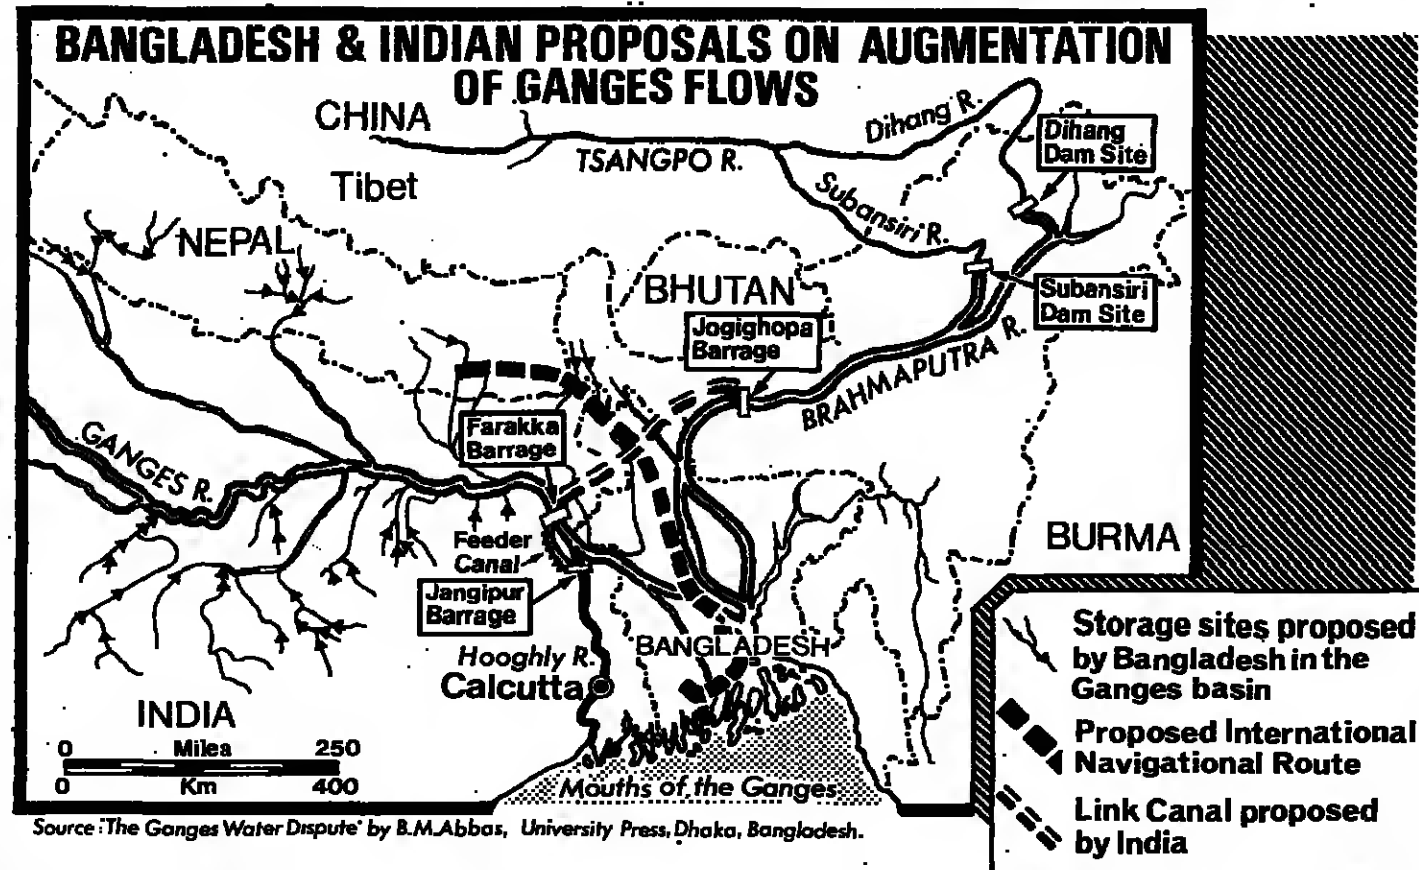 BANGLADESH & INDIAN PROPOSALS ON AUGMENTATION
OF GANGES FLOWS
CHINA
Dihang R.
Dihang
Dam Site
TSANGPO R.
Tibet
Subansiri R.
NEPAL
BHUTAN
Subansiri
Dam Site
Jogighopa
Barrage
BRAHMAPUTRA R.
Farakka
Barrage
GANGES R.
Feeder
Canal
BURMA
Jangipur
Barrage
BANGLADESH
Hooghly R.
Calcutta
INDIA
0 Milea 250
0 Km 400
Mouths of the Ganges
Storage sites proposed
by Bangladesh in the
Ganges basin
Proposed International
Navigational Route
Link Canal proposed
by India
Source: 'The Ganges Water Dispute' by B.M.Abbas, University Press, Dhaka, Bangladesh.